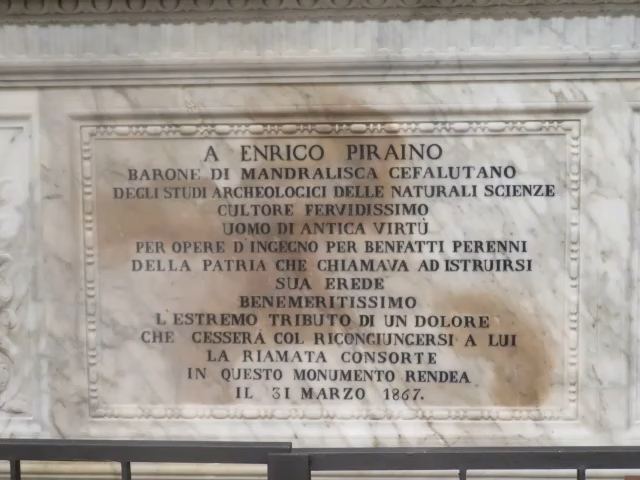 A ENRICO PIRAINO
BARONE DI MANDRALISCA CEFALUTANO
DEGLI STUDI ARCHEOLOGICI DELLE NATURALI SCIENZE
CULTORE FERVIDISSIMO
UOMO DI ANTICA VIRTÙ
PER OPERE D'INGEGNO PER BENFATTI PERENNI
DELLA PATRIA CHE CHIAMAVA AD ISTRUIRSI
SUA EREDE
BENEMERITISSIMO
L'ESTREMO TRIBUTO DI UN DOLORE
CHE CESSERÀ COL RICONGIUNCERSI A LUI
LA RIAMATA CONSORTE
IN QUESTO MONUMENTO RENDEA
IL 31 MARZO 1867.